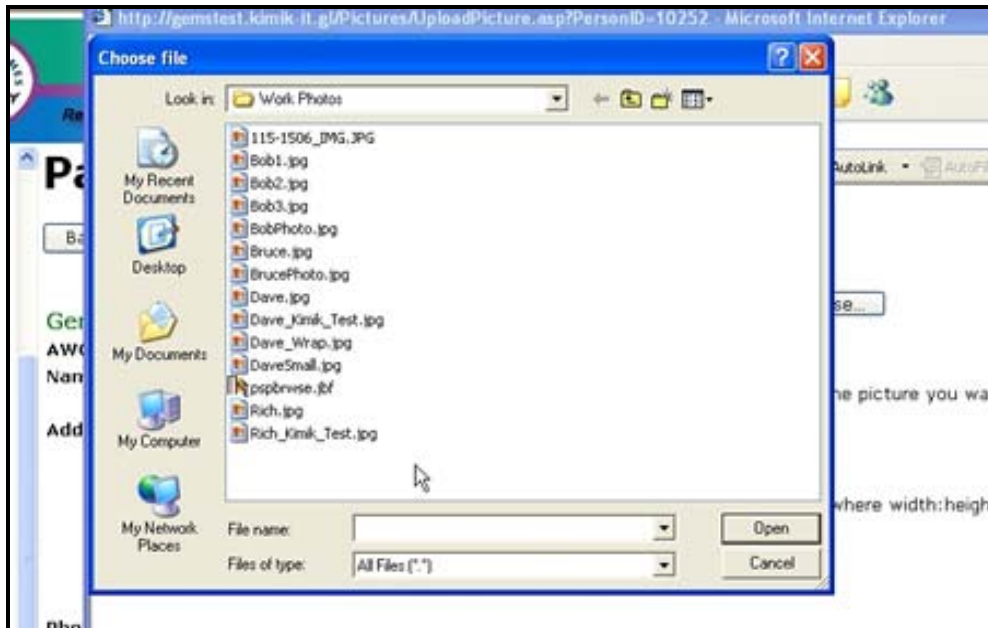 http://gemstest.kimik-it.gl/Pictures/UploadPicture.asp?PersonID=10252 - Microsoft Internet Explorer
Choose file
Look in:
Work Photos
My Recent
Documents
Desktop
My Documents
My Computer
My Network
Places
115-1506_IMG.JPG
Bob1.jpg
Bob2.jpg
Bob3.jpg
BobPhoto.jpg
Bruce.jpg
BrucePhoto.jpg
Dave.jpg
Dave_Kimik_Test.jpg
Dave_Wrap.jpg
DaveSmall.jpg
pspbrwse.jbf
Rich.jpg
Rich_Kimik_Test.jpg
File name:
Open
Files of type:
All Files (*.*)
Cancel
Re
Pa
Ba
Ger
AWG
Nam
Add
Pho
AutoLink
AutoFi
se...
he picture you wa
where width:heigh